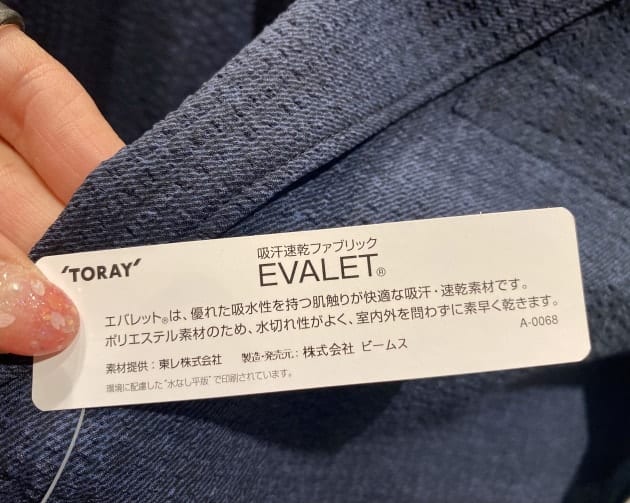 'TORAY'
吸汗速乾ファブリック
EVALET®
エバレット®は、優れた吸水性を持つ肌触りが快適な吸汗・速乾素材です。
ポリエステル素材のため、水切れ性がよく、室内外を問わずに素早く乾きます。
A-0068
素材提供：東レ株式会社 製造・発売元：株式会社 ビームス
環境に配慮した"水なし平版"で印刷されています。